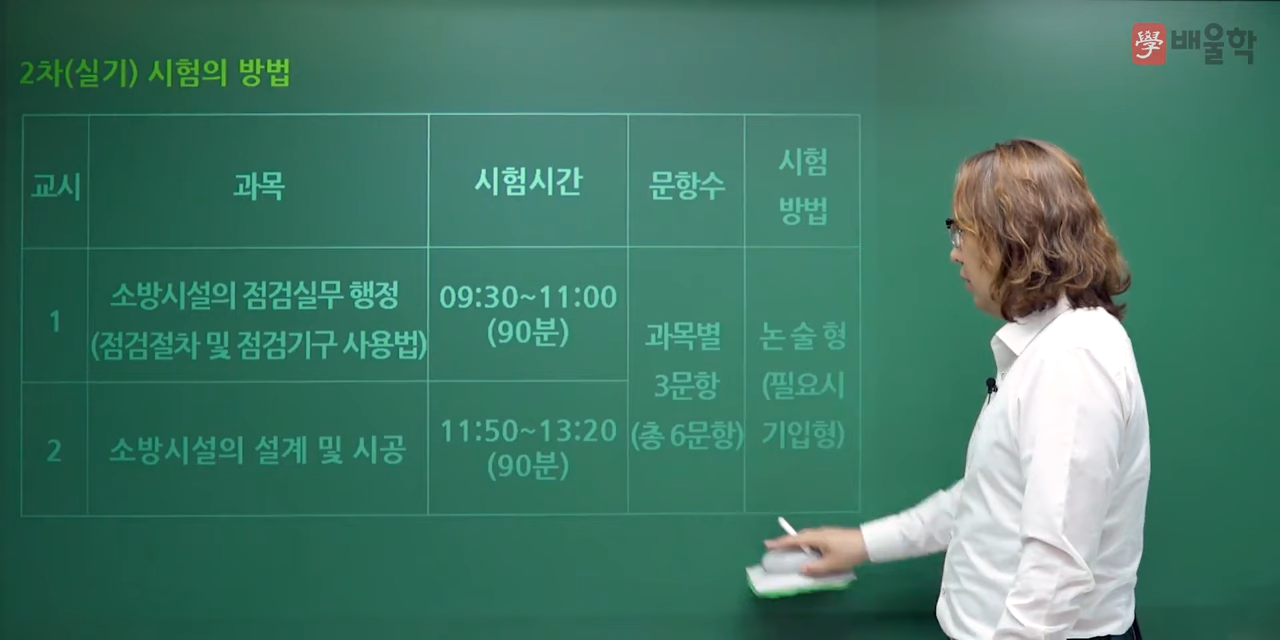 學 배울학
2차(실기) 시험의 방법
교시
과목
시험시간
문항수
시험
방법
1
소방시설의 점검실무 행정
(점검절차 및 점검기구 사용법)
09:30~11:00
(90분)
과목별
3문항
(총 6문항)
논 술 형
(필요시
기입형)
2
소방시설의 설계 및 시공
11:50~13:20
(90분)